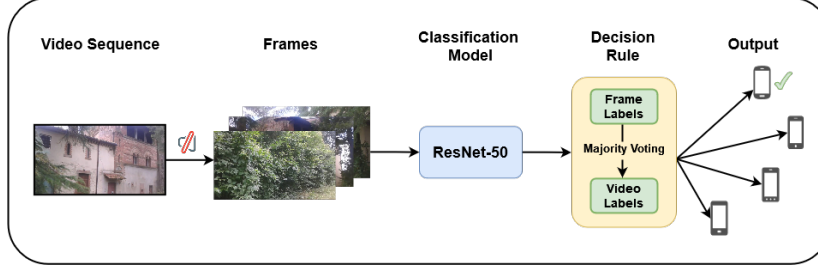 Video Sequence
Frames
Classification
Model
Decision
Rule
Output
Frame
Labels
ResNet-50
Majority Voting
Video
Labels